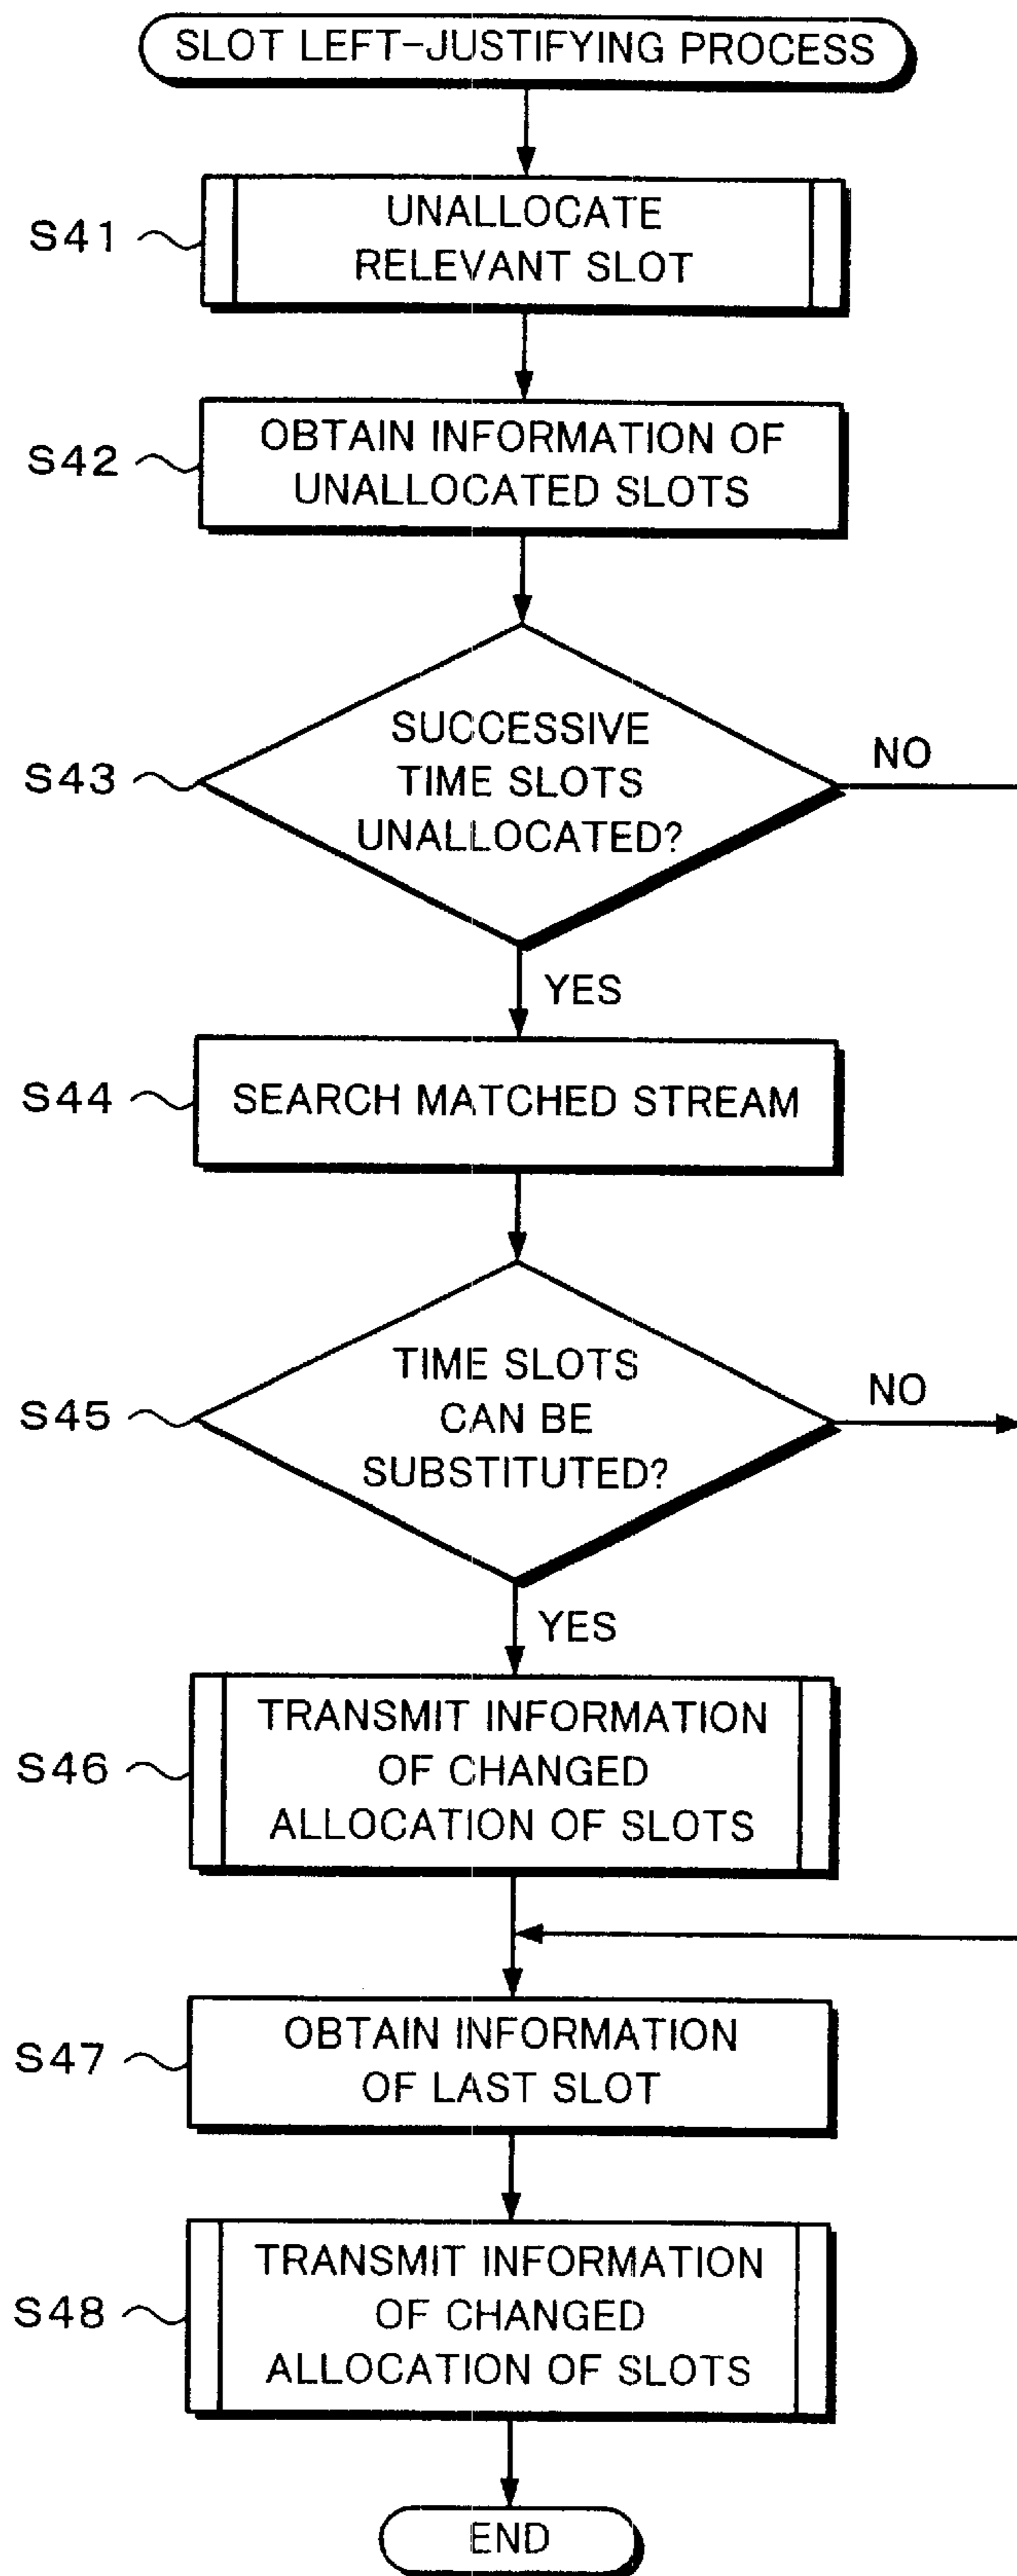 SLOT LEFT-JUSTIFYING PROCESS
S41
UNALLOCATE
RELEVANT SLOT
S42
OBTAIN INFORMATION OF
UNALLOCATED SLOTS
S43
SUCCESSIVE
TIME SLOTS
UNALLOCATED?
NO
YES
S44
SEARCH MATCHED STREAM
S45
TIME SLOTS
CAN BE
SUBSTITUTED?
NO
YES
S46
TRANSMIT INFORMATION
OF CHANGED
ALLOCATION OF SLOTS
S47
OBTAIN INFORMATION
OF LAST SLOT
S48
TRANSMIT INFORMATION
OF CHANGED
ALLOCATION OF SLOTS
END